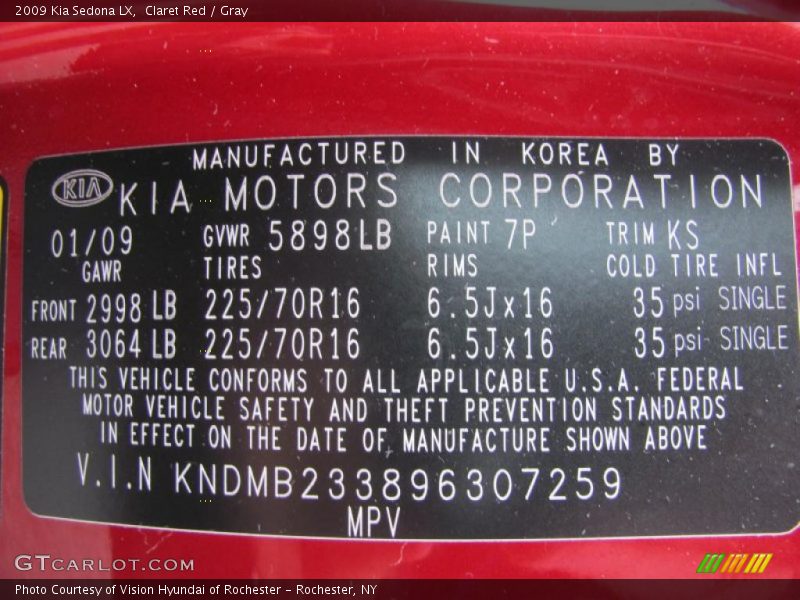 2009 Kia Sedona LX, Claret Red / Gray
MANUFACTURED IN KOREA BY
KIA KIA MOTORS CORPORATION
01/09 GVWR 5898LB PAINT 7P TRIM KS
GAWR TIRES RIMS COLD TIRE INFL
FRONT 2998 LB 225/70R16 6.5Jx16 35 psi SINGLE
REAR 3064 LB 225/70R16 6.5Jx16 35 psi SINGLE
THIS VEHICLE CONFORMS TO ALL APPLICABLE U.S.A. FEDERAL
MOTOR VEHICLE SAFETY AND THEFT PREVENTION STANDARDS
IN EFFECT ON THE DATE OF MANUFACTURE SHOWN ABOVE
V.I.N KNDMB233896307259
MPV
GTCARLOT.COM
Photo Courtesy of Vision Hyundai of Rochester - Rochester, NY